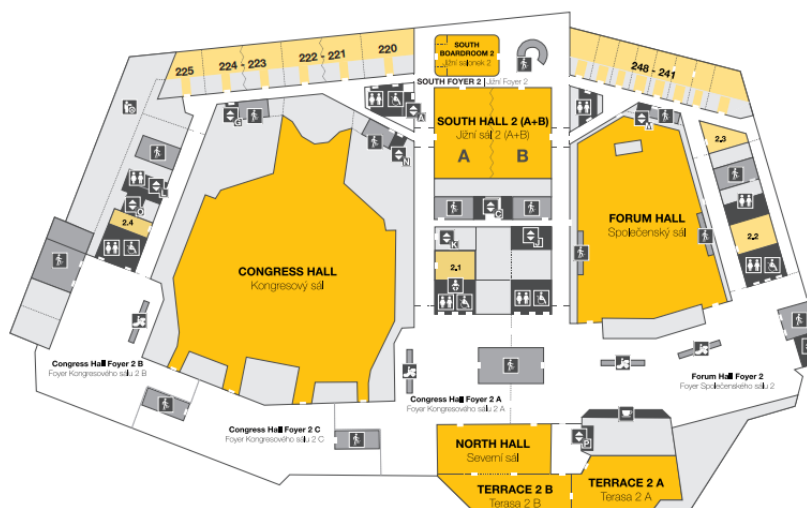 225
224 - 223
222 - 221
220
SOUTH
BOARDROOM 2
Jižní salonek 2
248 - 241
SOUTH FOYER 2 | Jižní Foyer 2
G
A
N
SOUTH HALL 2 (A+B)
Jižní sál 2 (A+B)
A
B
2.3
L
O
2.4
C
FORUM HALL
Společenský sál
2.2
K
J
2.1
CONGRESS HALL
Kongresový sál
Congress Hall Foyer 2 B
Foyer Kongresového sálu 2 B
Congress Hall Foyer 2 A
Foyer Kongresového sálu 2 A
Forum Hall Foyer 2
Foyer Společenského sálu 2
Congress Hall Foyer 2 C
Foyer Kongresového sálu 2 C
NORTH HALL
Severní sál
P
TERRACE 2 B
Terasa 2 B
TERRACE 2 A
Terasa 2 A